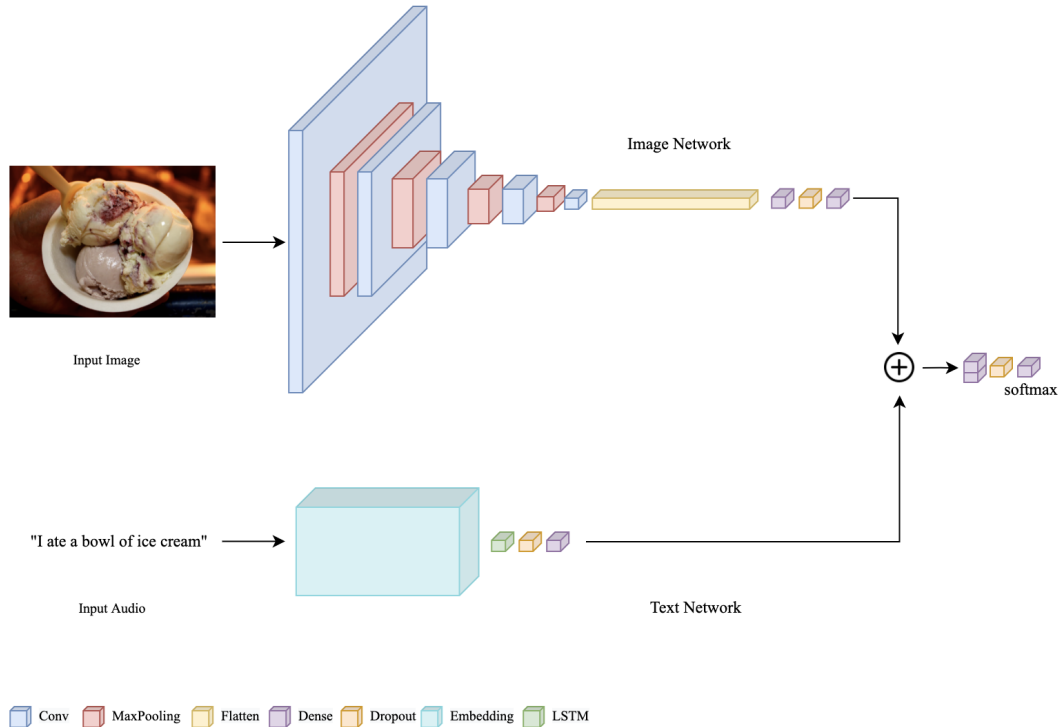 Image Network
Input Image
softmax
"I ate a bowl of ice cream"
Input Audio
Text Network
Conv
MaxPooling
Flatten
Dense
Dropout
Embedding
LSTM